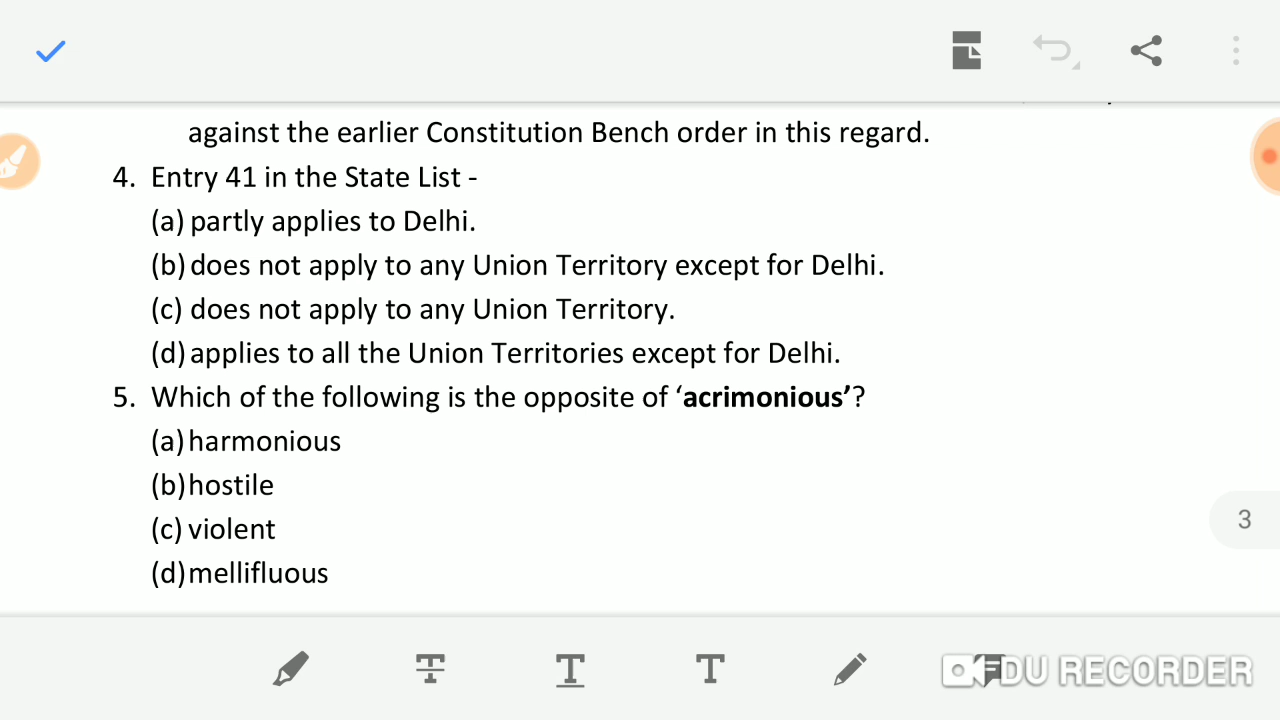 against the earlier Constitution Bench order in this regard.
4. Entry 41 in the State List -
(a) partly applies to Delhi.
(b) does not apply to any Union Territory except for Delhi.
(c) does not apply to any Union Territory.
(d) applies to all the Union Territories except for Delhi.
5. Which of the following is the opposite of ‘acrimonious’?
(a) harmonious
(b) hostile
(c) violent
3
(d) mellifluous
T T T
DU RECORDER